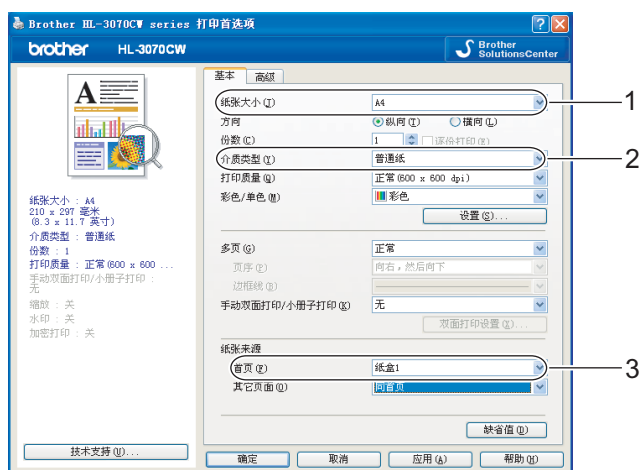 Brother HL-3070CW series 打印首选项
brother HL-3070CW
Brother
SolutionsCenter
基本 高级
纸张大小(J) A4 1
方向 纵向(T) 横向(L)
份数(C) 1 逐份打印(E)
介质类型(Y) 普通纸 2
打印质量(Q) 正常(600 x 600 dpi)
彩色/单色(M) 彩色
设置(S)...
多页(G) 正常
页序(P) 向右，然后向下
边框线(B)
手动双面打印/小册子打印(K) 无
双面打印设置(X)...
纸张来源
首页(F) 纸盒1 3
其它页面(O) 同首页
缺省值(D)
A
纸张大小 : A4
210 x 297 毫米
(8.3 x 11.7 英寸)
介质类型 : 普通纸
份数 : 1
打印质量 : 正常(600 x 600 ...
手动双面打印/小册子打印 :
无
缩放 : 关
水印 : 关
加密打印 : 关
技术支持(U)...
确定 取消 应用(A) 帮助(H)